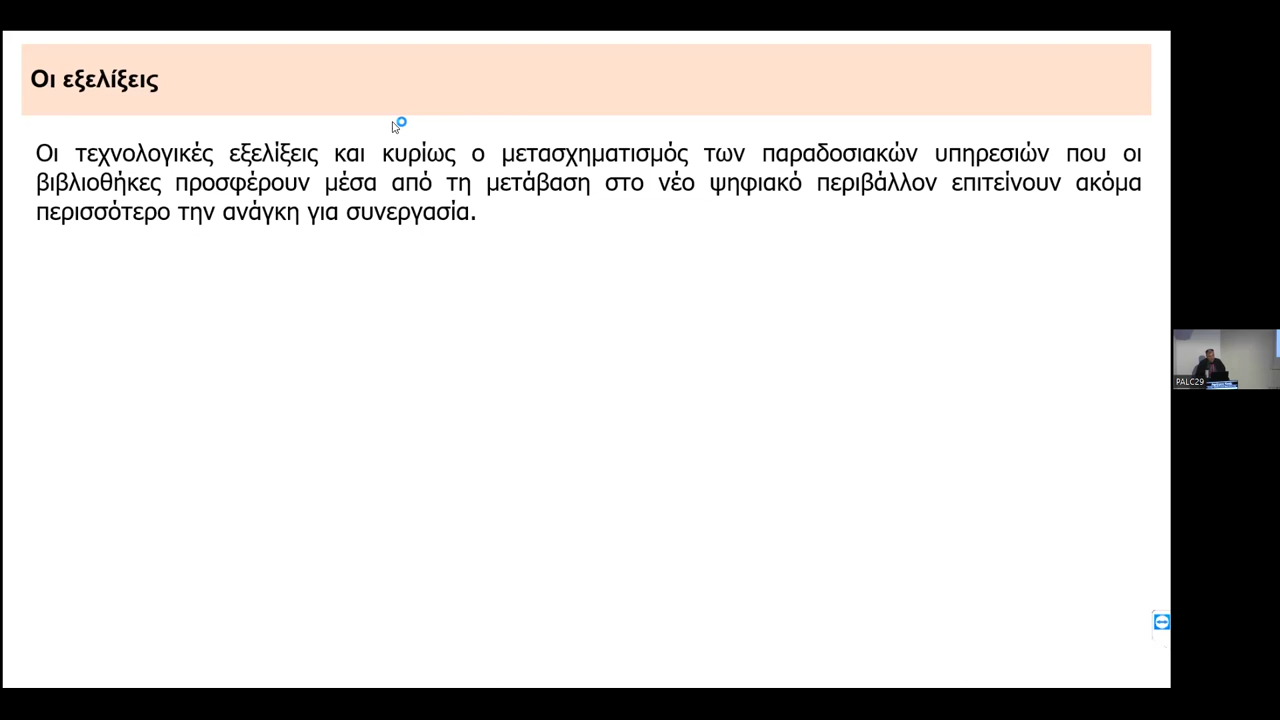 Οι εξελίξεις
Οι τεχνολογικές εξελίξεις και κυρίως ο μετασχηματισμός των παραδοσιακών υπηρεσιών που οι
βιβλιοθήκες προσφέρουν μέσα από τη μετάβαση στο νέο ψηφιακό περιβάλλον επιτείνουν ακόμα
περισσότερο την ανάγκη για συνεργασία.
PALC29